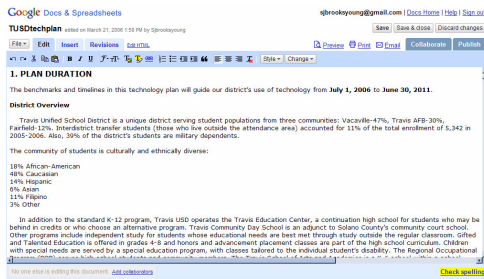 Google Docs & Spreadsheets
sjbrooksyoung@gmail.com | Docs Home | Help | Sign out
TUSDtechplan edited on March 21, 2006 1:59 PM by Sjbrooksyoung
Save Save & close Discard changes
File Edit Insert Revisions Edit HTML Preview Print Email Collaborate Publish
Style Change
1. PLAN DURATION
The benchmarks and timelines in this technology plan will guide our district's use of technology from July 1, 2006 to June 30, 2011.
District Overview
Travis Unified School District is a unique district serving student populations from three communities: Vacaville-47%, Travis AFB-30%,
Fairfield-12%. Interdistrict transfer students (those who live outside the attendance area) accounted for 11% of the total enrollment of 5,342 in
2005-2006. Also, 39% of the district's students are military dependents.
The community of students is culturally and ethnically diverse:
18% African-American
48% Caucasian
14% Hispanic
6% Asian
11% Filipino
3% Other
In addition to the standard K-12 program, Travis USD operates the Travis Education Center, a continuation high school for students who may be
behind in credits or who choose an alternative program. Travis Community Day School is an adjunct to Solano County's community court school.
Other programs include independent study for students whose educational needs are best met through study outside the regular classroom. Gifted
and Talented Education is offered in grades 4-8 and honors and advancement placement classes are part of the high school curriculum. Children
with special needs are served by a special education program, with classes tailored to the individual student's disability. The Regional Occupational
No one else is editing this document. Add collaborators
Check spelling